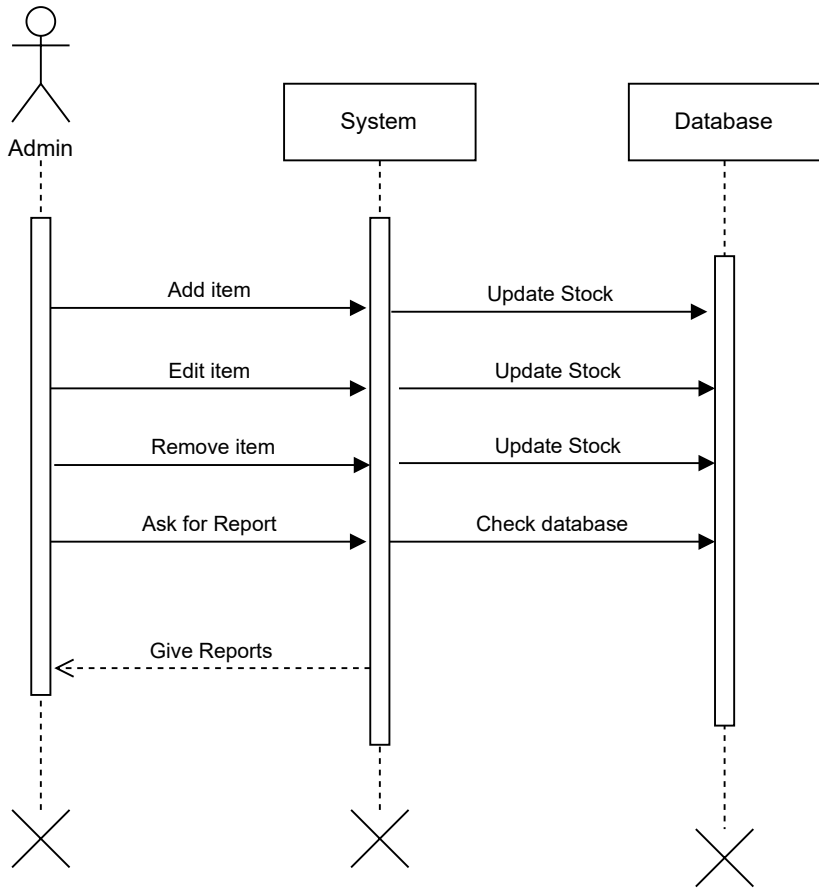 System
Database
Admin
Add item
Update Stock
Edit item
Update Stock
Remove item
Update Stock
Ask for Report
Check database
Give Reports